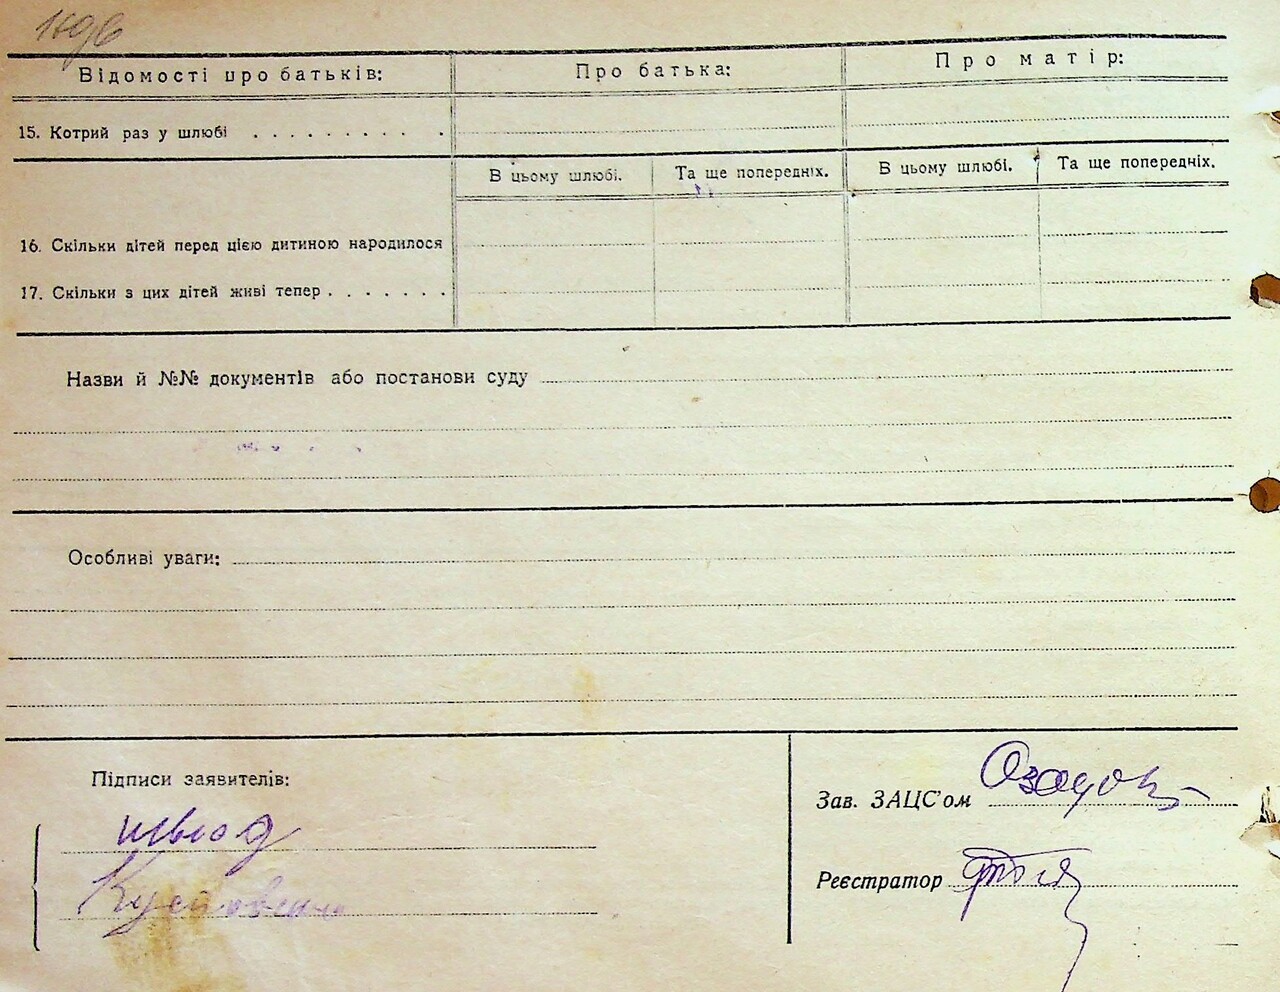 Відомості про батьків: Про батька: Про матір:
15. Котрий раз у шлюбі . . . . . . . . . .
В цьому шлюбі. Та ще попередніх. В цьому шлюбі. Та ще попередніх.
16. Скільки дітей перед цією дитиною народилося
17. Скільки з цих дітей живі тепер . . . . . . .
Назви й №№ документів або постанови суду
Особливі уваги:
Підписи заявителів:
Зав. ЗАЦС'ом
Реєстратор